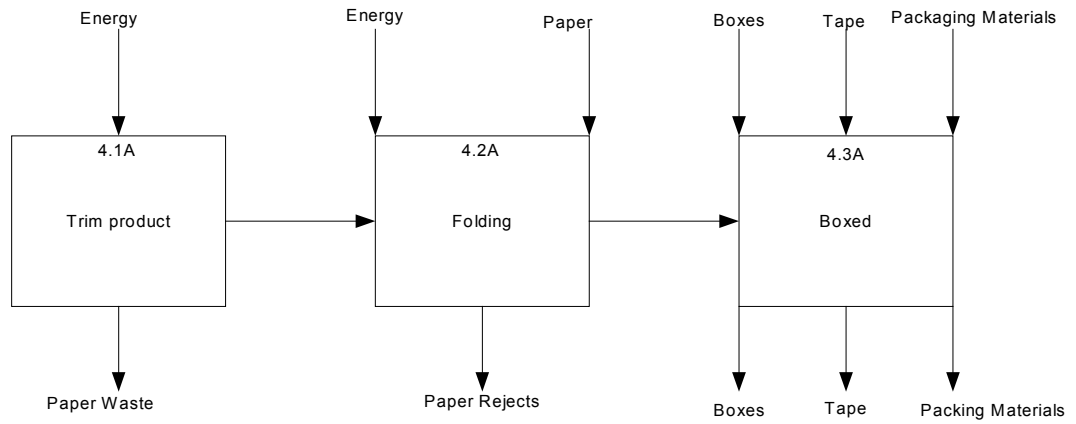 Energy
Energy
Paper
Boxes
Tape
Packaging Materials
4.1A
Trim product
4.2A
Folding
4.3A
Boxed
Paper Waste
Paper Rejects
Boxes
Tape
Packing Materials